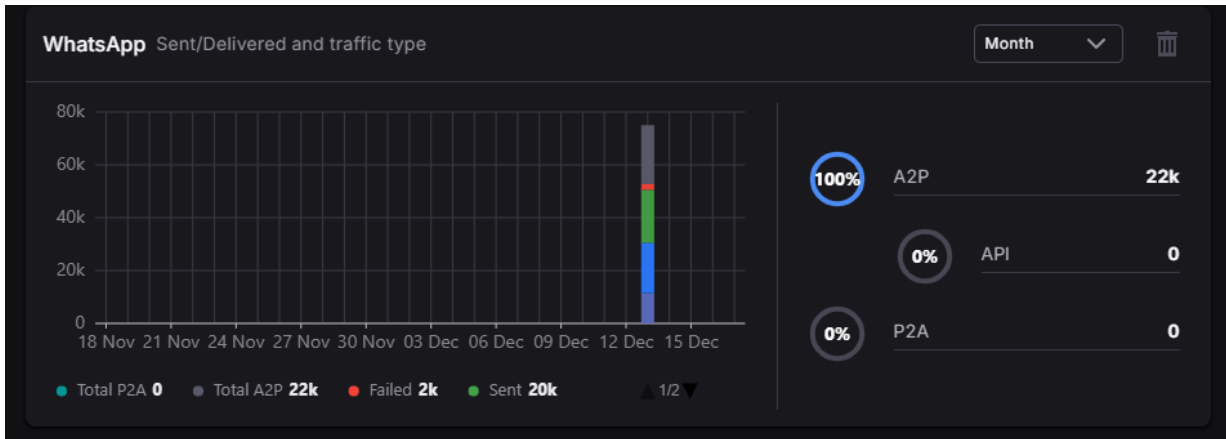 WhatsApp Sent/Delivered and traffic type
Month
80k
60k
40k
20k
0
18 Nov 21 Nov 24 Nov 27 Nov 30 Nov 03 Dec 06 Dec 09 Dec 12 Dec 15 Dec
Total P2A 0 Total A2P 22k Failed 2k Sent 20k 1/2
100% A2P 22k
0% API 0
0% P2A 0